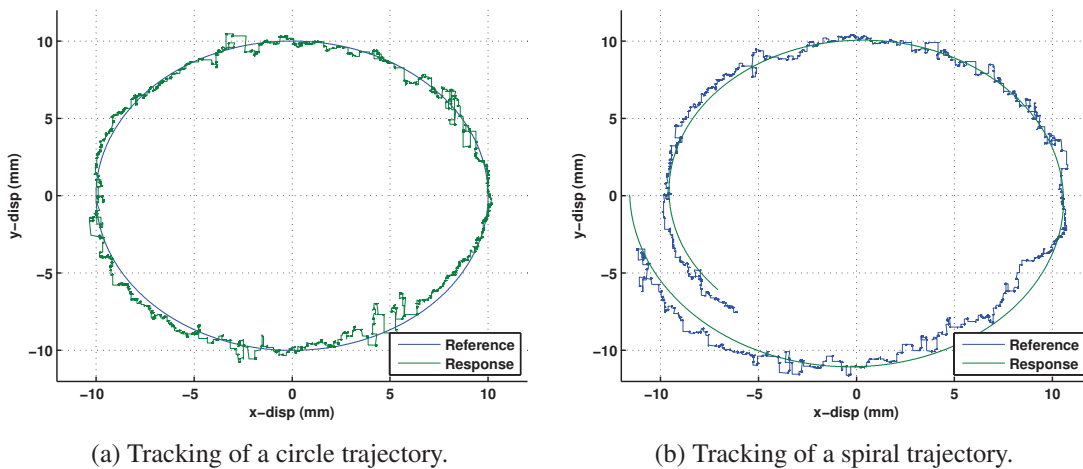 10
5
0
−5
−10
y-disp (mm)
−10 −5 0 5 10
x-disp (mm)
Reference
Response
(a) Tracking of a circle trajectory.
10
5
0
−5
−10
y-disp (mm)
−10 −5 0 5 10
x-disp (mm)
Reference
Response
(b) Tracking of a spiral trajectory.